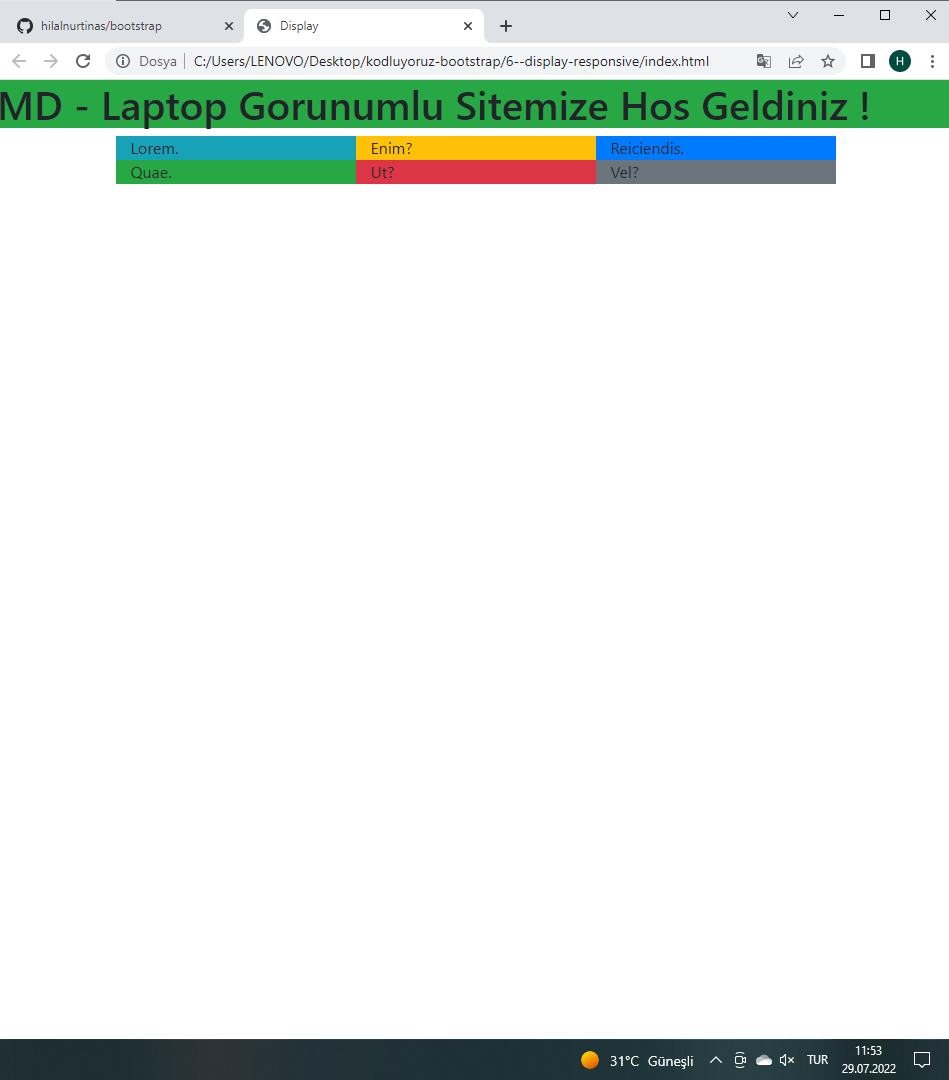 hilalnurtinas/bootstrap
Display
Dosya
C:/Users/LENOVO/Desktop/kodluyoruz-bootstrap/6--display-responsive/index.html
H
MD - Laptop Gorunumlu Sitemize Hos Geldiniz !
Lorem. Enim? Reiciendis.
Quae. Ut? Vel?
31°C Güneşli
TUR
11:53
29.07.2022